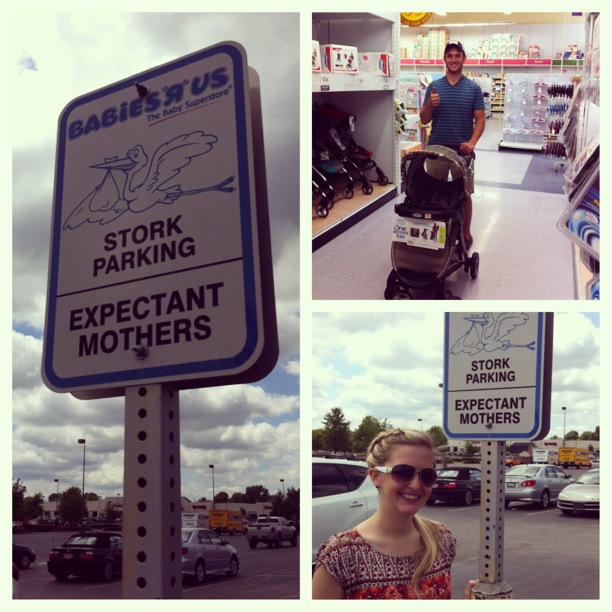 BABIES "R" US
The Baby Superstore®
STORK
PARKING
EXPECTANT
MOTHERS
STORK
PARKING
EXPECTANT
MOTHERS